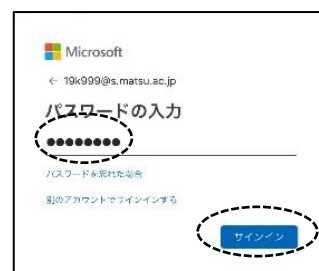 Microsoft
← 19k999@s.matsu.ac.jp
パスワードの入力
●●●●●●●●
パスワードを忘れた場合
別のアカウントでサインインする
サインイン